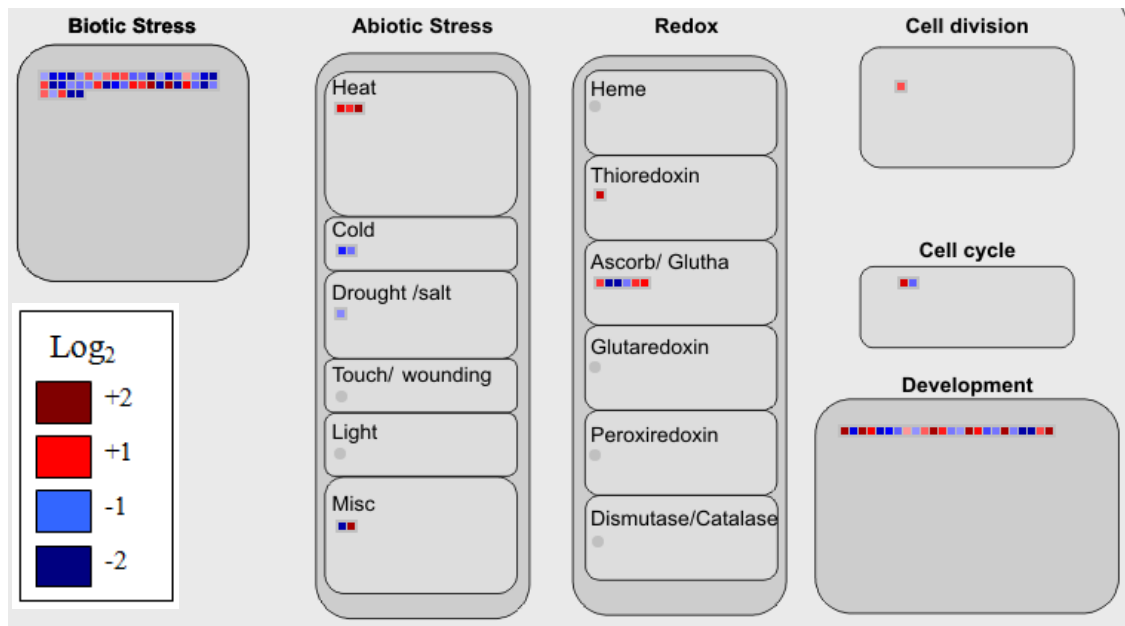 Biotic Stress
Abiotic Stress
Redox
Cell division
Heat
Cold
Drought /salt
Touch/ wounding
Light
Misc
Heme
Thioredoxin
Ascorb/ Glutha
Glutaredoxin
Peroxiredoxin
Dismutase/Catalase
Cell cycle
Development
Log₂
+2
+1
-1
-2